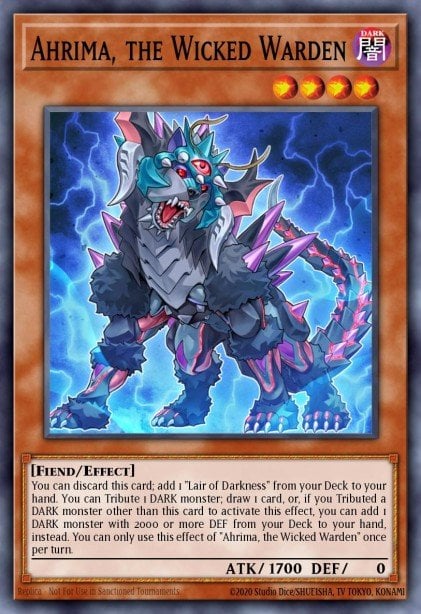 AHRIMA, THE WICKED WARDEN
DARK
闇
[FIEND/EFFECT]
You can discard this card; add 1 "Lair of Darkness" from your Deck to your
hand. You can Tribute 1 DARK monster; draw 1 card, or, if you Tributed a
DARK monster other than this card to activate this effect, you can add 1
DARK monster with 2000 or more DEF from your Deck to your hand,
instead. You can only use this effect of "Ahrima, the Wicked Warden" once
per turn.
ATK/ 1700 DEF/ 0
Replica - Not For Use in Sanctioned Tournaments
©2020 Studio Dice/SHUEISHA, TV TOKYO, KONAMI